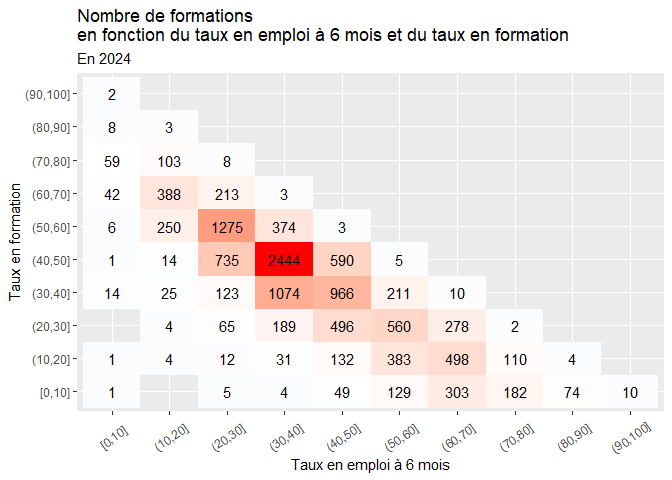 Nombre de formations
en fonction du taux en emploi à 6 mois et du taux en formation
En 2024
Taux en formation
(90,100] 2
(80,90] 8 3
(70,80] 59 103 8
(60,70] 42 388 213 3
(50,60] 6 250 1275 374 3
(40,50] 1 14 735 2444 590 5
(30,40] 14 25 123 1074 966 211 10
(20,30] 4 65 189 496 560 278 2
(10,20] 1 4 12 31 132 383 498 110 4
[0,10] 1 5 4 49 129 303 182 74 10
[0,10] (10,20] (20,30] (30,40] (40,50] (50,60] (60,70] (70,80] (80,90] (90,100]
Taux en emploi à 6 mois